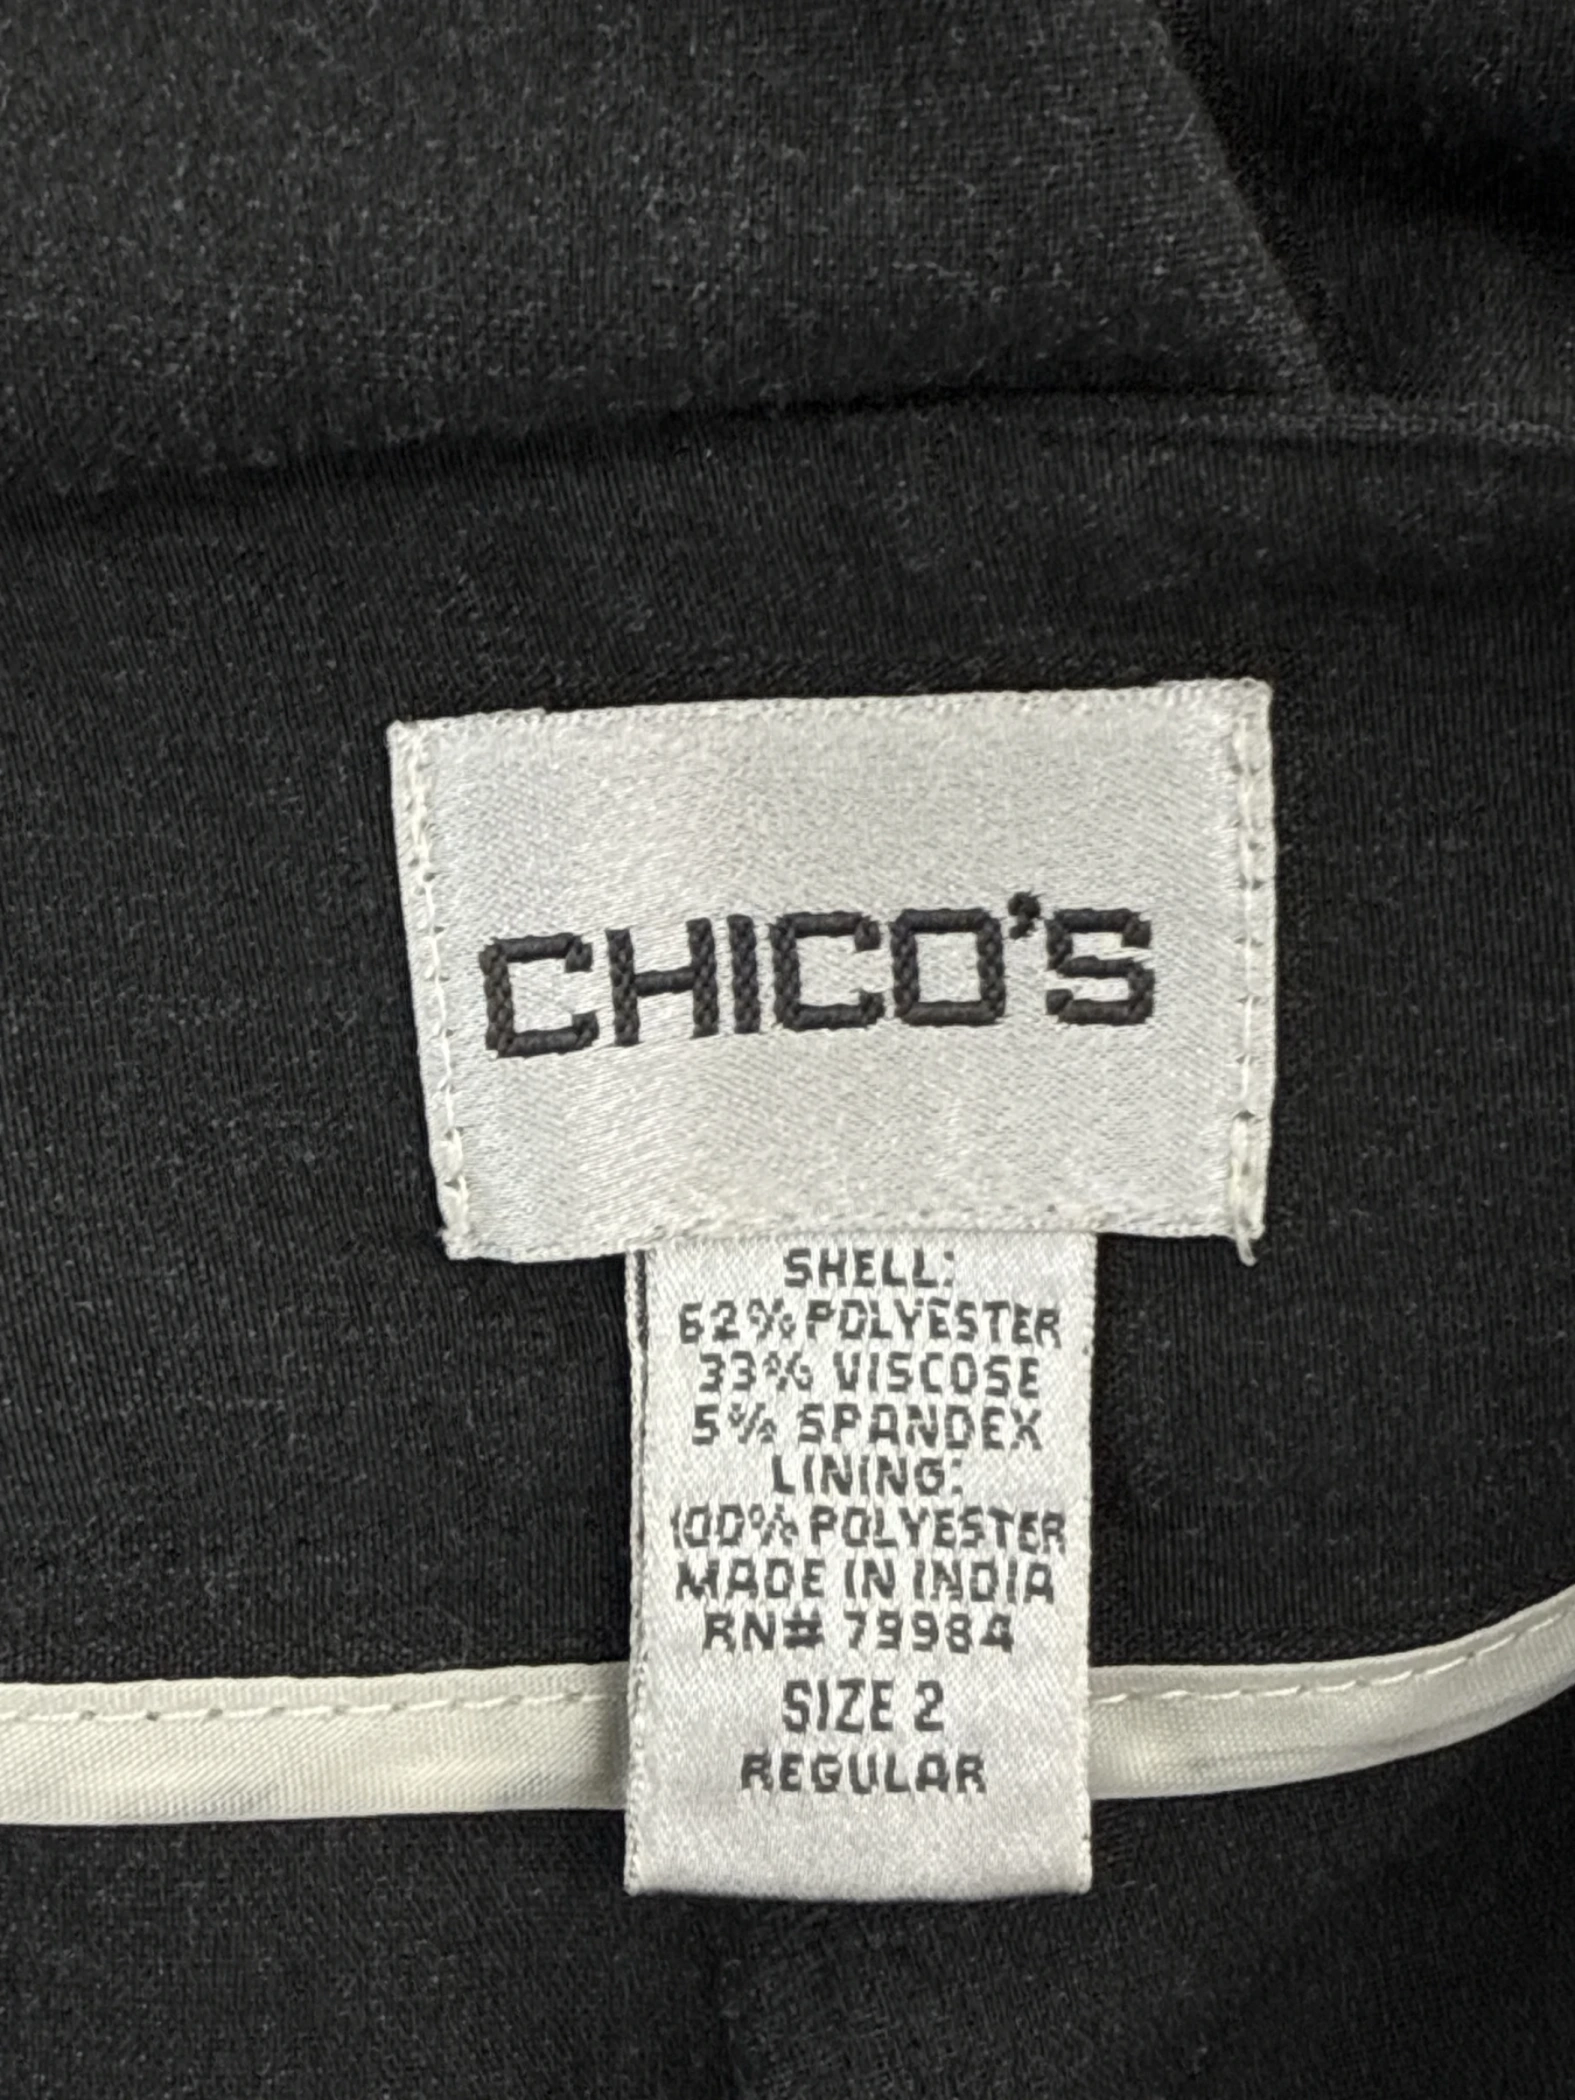 CHICO'S
SHELL:
62% POLYESTER
33% VISCOSE
5% SPANDEX
LINING:
100% POLYESTER
MADE IN INDIA
RN# 79984
SIZE 2
REGULAR